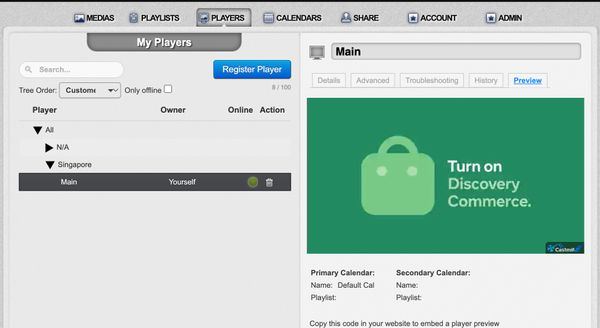 MEDIAS PLAYLISTS PLAYERS CALENDARS SHARE ACCOUNT ADMIN
My Players
Search... Register Player
8 / 100
Tree Order: Custome Only offline
Player Owner Online Action
All
N/A
Singapore
Main Yourself
Main
Details Advanced Troubleshooting History Preview
Turn on
Discovery
Commerce.
Castmill
Primary Calendar: Secondary Calendar:
Name: Default Cal Name:
Playlist: Playlist:
Copy this code in your website to embed a player preview